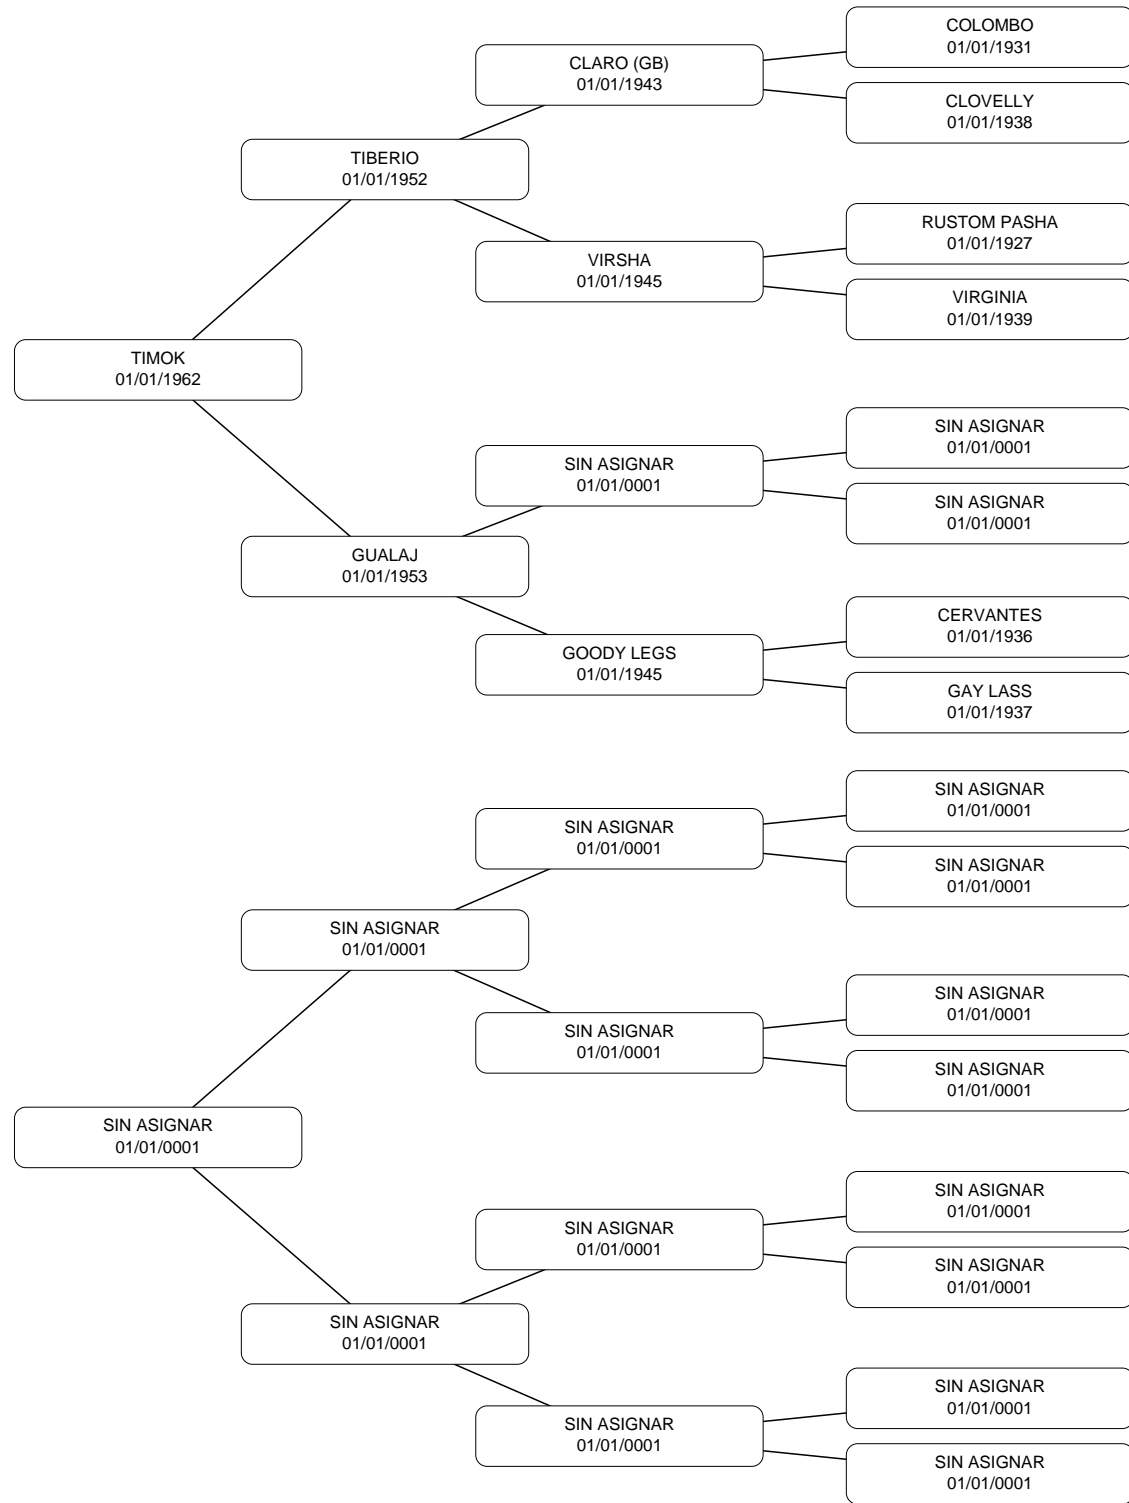 COLOMBO
01/01/1931
CLARO (GB)
01/01/1943
CLOVELLY
01/01/1938
TIBERIO
01/01/1952
RUSTOM PASHA
01/01/1927
VIRSHA
01/01/1945
VIRGINIA
01/01/1939
TIMOK
01/01/1962
SIN ASIGNAR
01/01/0001
SIN ASIGNAR
01/01/0001
SIN ASIGNAR
01/01/0001
GUALAJ
01/01/1953
CERVANTES
01/01/1936
GOODY LEGS
01/01/1945
GAY LASS
01/01/1937
SIN ASIGNAR
01/01/0001
SIN ASIGNAR
01/01/0001
SIN ASIGNAR
01/01/0001
SIN ASIGNAR
01/01/0001
SIN ASIGNAR
01/01/0001
SIN ASIGNAR
01/01/0001
SIN ASIGNAR
01/01/0001
SIN ASIGNAR
01/01/0001
SIN ASIGNAR
01/01/0001
SIN ASIGNAR
01/01/0001
SIN ASIGNAR
01/01/0001
SIN ASIGNAR
01/01/0001
SIN ASIGNAR
01/01/0001
SIN ASIGNAR
01/01/0001
SIN ASIGNAR
01/01/0001